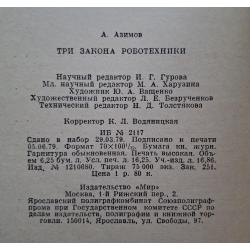 А. Азимов
ТРИ ЗАКОНА РОБОТЕХНИКИ
Научный редактор И. Г. Гурова
Мл. научный редактор М. А. Харузина
Художник Ю. А. Ващенко
Художественный редактор Л. Е. Безрученков
Технический редактор Н. Д. Толстякова
Корректор К. Л. Водяницкая
ИБ № 2117
Сдано в набор 29.03.79. Подписано к печати
05.06.79. Формат 70×100¹/₃₂. Бумага кн. журн.
Гарнитура обыкновенная. Печать высокая.
Объем 6,25 бум. л. Усл. печ. л. 16,25. Уч.-изд. л. 16,86.
Изд. № 12/0680. Тираж 75 000 экз. Зак. 251.
Цена 1 р. 80 к.
Издательство «Мир»
Москва, 1-й Рижский пер., 2.
Ярославский полиграфкомбинат Союзполиграф-
прома при Государственном комитете СССР по
делам издательств, полиграфии и книжной тор-
говли. 150014, Ярославль, ул. Свободы, 97.